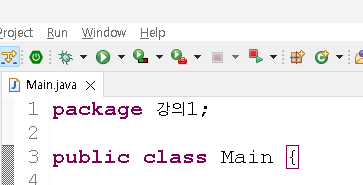 Project Run Window Help
Main.java
1 package 강의1;
2
3 public class Main {
4